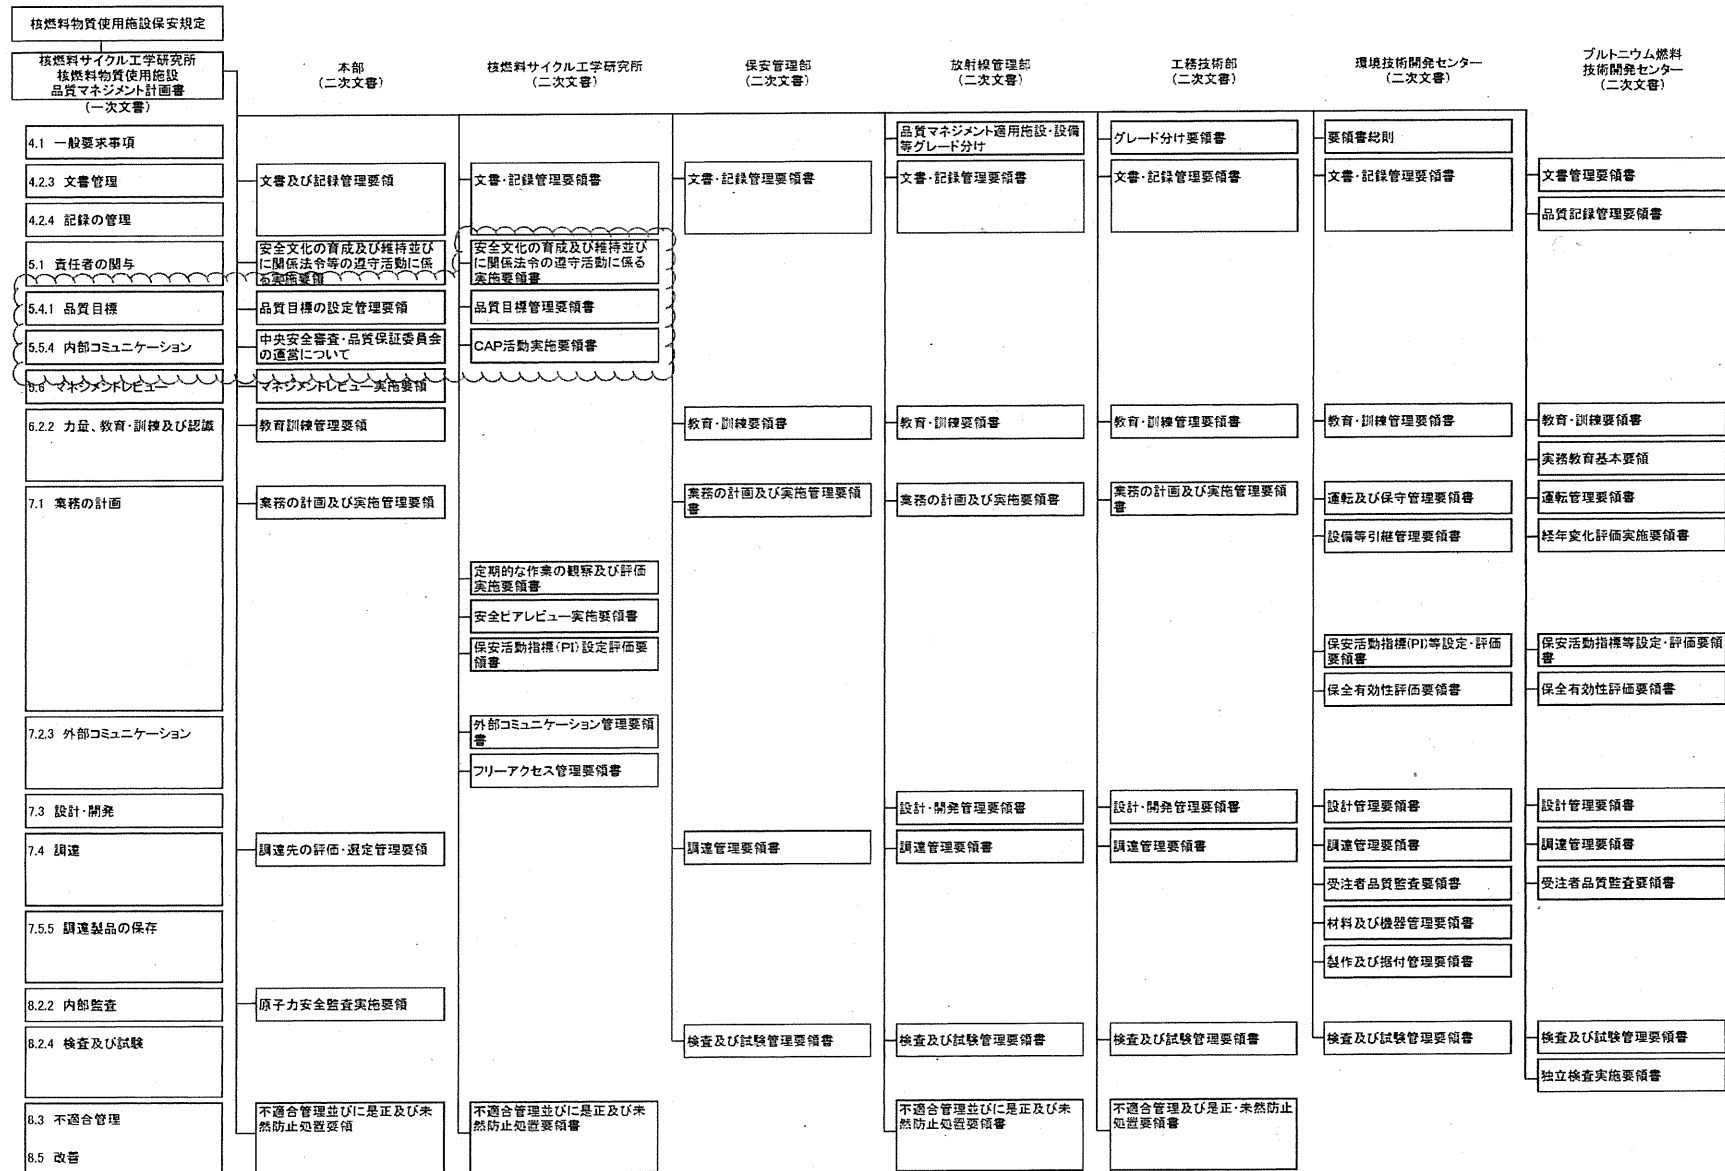 核燃料物質使用施設保安規定
核燃料サイクル工学研究所
核燃料物質使用施設
品質マネジメント計画書
(一次文書)
本部
(二次文書)
核燃料サイクル工学研究所
(二次文書)
保安管理部
(二次文書)
放射線管理部
(二次文書)
工務技術部
(二次文書)
環境技術開発センター
(二次文書)
プルトニウム燃料
技術開発センター
(二次文書)
4.1 一般要求事項
品質マネジメント適用施設・設備
等グレード分け
グレード分け要領書
要領書総則
4.2.3 文書管理
文書及び記録管理要領
文書・記録管理要領書
文書・記録管理要領書
文書・記録管理要領書
文書・記録管理要領書
文書・記録管理要領書
文書管理要領書
4.2.4 記録の管理
品質記録管理要領書
5.1 責任者の関与
安全文化の育成及び維持並び
に関係法令等の遵守活動に係
る実施要領
安全文化の育成及び維持並び
に関係法令の遵守活動に係る
実施要領書
5.4.1 品質目標
品質目標の設定管理要領
品質目標管理要領書
5.5.4 内部コミュニケーション
中央安全審査・品質保証委員会
の運営について
CAP活動実施要領書
5.6 マネジメントレビュー
マネジメントレビュー実施要領
6.2.2 力量、教育・訓練及び認識
教育訓練管理要領
教育・訓練要領書
教育・訓練要領書
教育・訓練管理要領書
教育・訓練管理要領書
教育・訓練要領書
実務教育基本要領
7.1 業務の計画
業務の計画及び実施管理要領
業務の計画及び実施管理要領
書
業務の計画及び実施要領書
業務の計画及び実施管理要領
書
運転及び保守管理要領書
運転管理要領書
設備等引継管理要領書
経年変化評価実施要領書
定期的な作業の観察及び評価
実施要領書
安全ピアレビュー実施要領書
保安活動指標(PI)設定評価要
領書
保安活動指標(PI)等設定・評価
要領書
保安活動指標等設定・評価要領
書
保全有効性評価要領書
保全有効性評価要領書
7.2.3 外部コミュニケーション
外部コミュニケーション管理要領
書
フリーアクセス管理要領書
7.3 設計・開発
設計・開発管理要領書
設計・開発管理要領書
設計管理要領書
設計管理要領書
7.4 調達
調達先の評価・選定管理要領
調達管理要領書
調達管理要領書
調達管理要領書
調達管理要領書
調達管理要領書
受注者品質監査要領書
受注者品質監査要領書
7.5.5 調達製品の保存
材料及び機器管理要領書
製作及び据付管理要領書
8.2.2 内部監査
原子力安全監査実施要領
8.2.4 検査及び試験
検査及び試験管理要領書
検査及び試験管理要領書
検査及び試験管理要領書
検査及び試験管理要領書
検査及び試験管理要領書
独立検査実施要領書
8.3 不適合管理
8.5 改善
不適合管理並びに是正及び未
然防止処置要領
不適合管理並びに是正及び未
然防止処置要領書
不適合管理並びに是正及び未
然防止処置要領書
不適合管理及び是正・未然防止
処置要領書